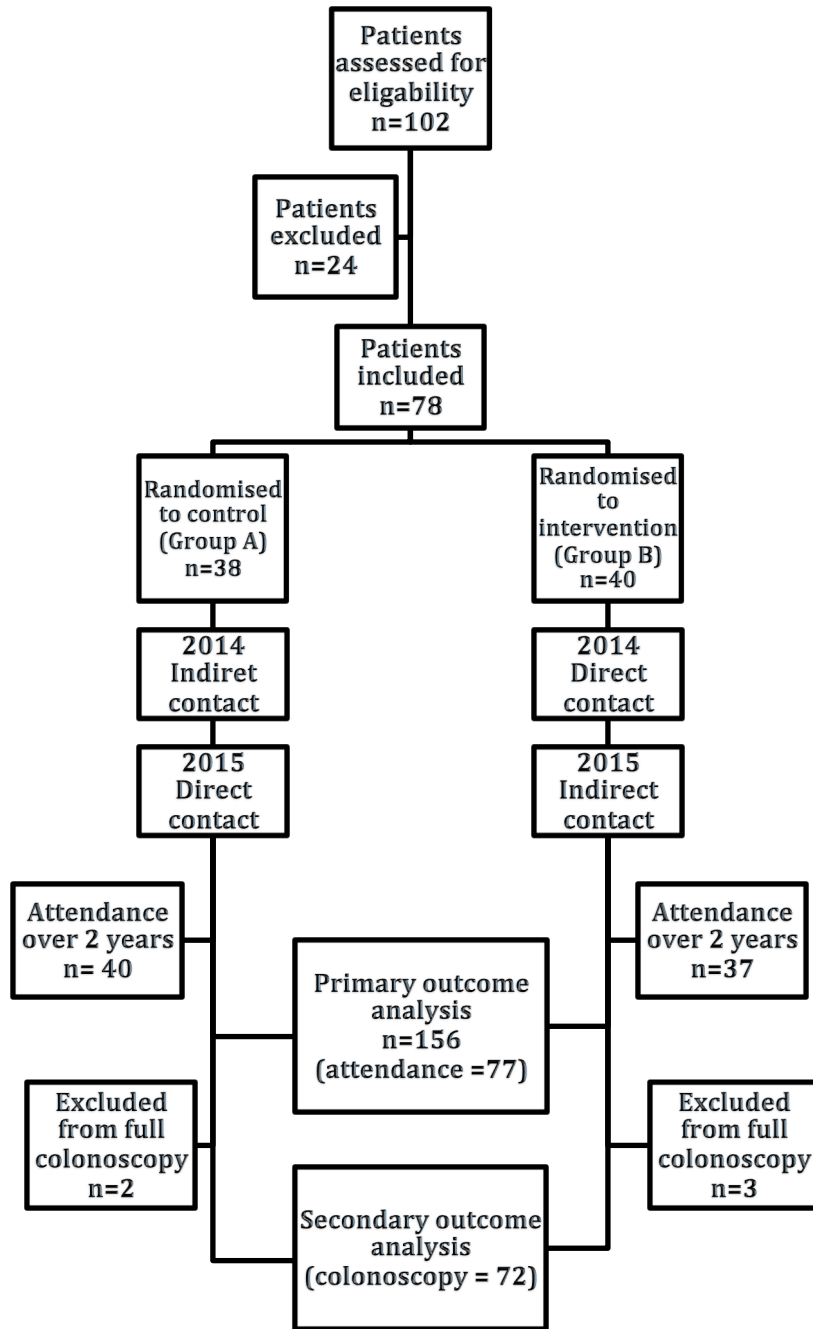 Patients
assessed for
eligability
n=102
Patients
excluded
n=24
Patients
included
n=78
Randomised
to control
(Group A)
n=38
Randomised
to
intervention
(Group B)
n=40
2014
Indiret
contact
2014
Direct
contact
2015
Direct
contact
2015
Indirect
contact
Attendance
over 2 years
n= 40
Attendance
over 2 years
n=37
Primary outcome
analysis
n=156
(attendance =77)
Excluded
from full
colonoscopy
n=2
Excluded
from full
colonoscopy
n=3
Secondary outcome
analysis
(colonoscopy = 72)